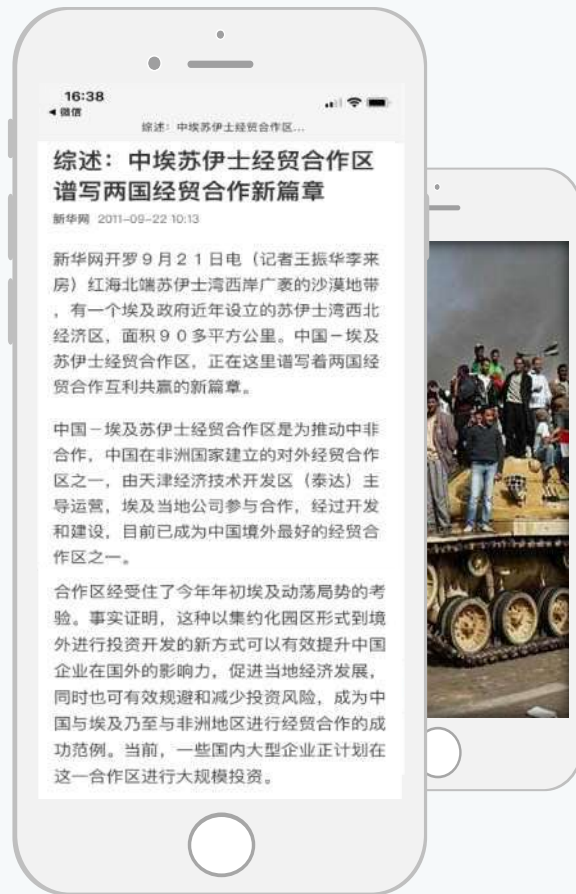 16:38
◀ 微信
综述：中埃苏伊士经贸合作区...
综述：中埃苏伊士经贸合作区
谱写两国经贸合作新篇章
新华网 2011-09-22 10:13
新华网开罗９月２１日电（记者王振华李来
房）红海北端苏伊士湾西岸广袤的沙漠地带
，有一个埃及政府近年设立的苏伊士湾西北
经济区，面积９０多平方公里。中国－埃及
苏伊士经贸合作区，正在这里谱写着两国经
贸合作互利共赢的新篇章。
中国－埃及苏伊士经贸合作区是为推动中非
合作，中国在非洲国家建立的对外经贸合作
区之一，由天津经济技术开发区（泰达）主
导运营，埃及当地公司参与合作，经过开发
和建设，目前已成为中国境外最好的经贸合
作区之一。
合作区经受住了今年年初埃及动荡局势的考
验。事实证明，这种以集约化园区形式到境
外进行投资开发的新方式可以有效提升中国
企业在国外的影响力，促进当地经济发展，
同时也可有效规避和减少投资风险，成为中
国与埃及乃至与非洲地区进行经贸合作的成
功范例。当前，一些国内大型企业正计划在
这一合作区进行大规模投资。